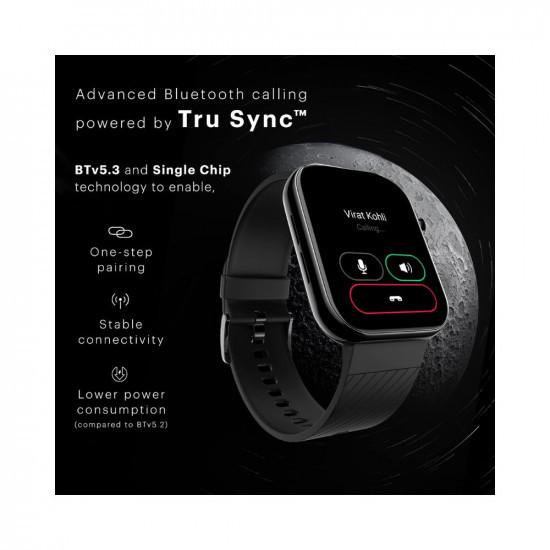 Advanced Bluetooth calling
powered by Tru Sync™
BTv5.3 and Single Chip
technology to enable,
One-step
pairing
Stable
connectivity
Lower power
consumption
(compared to BTv5.2)
Virat Kohli
Calling...